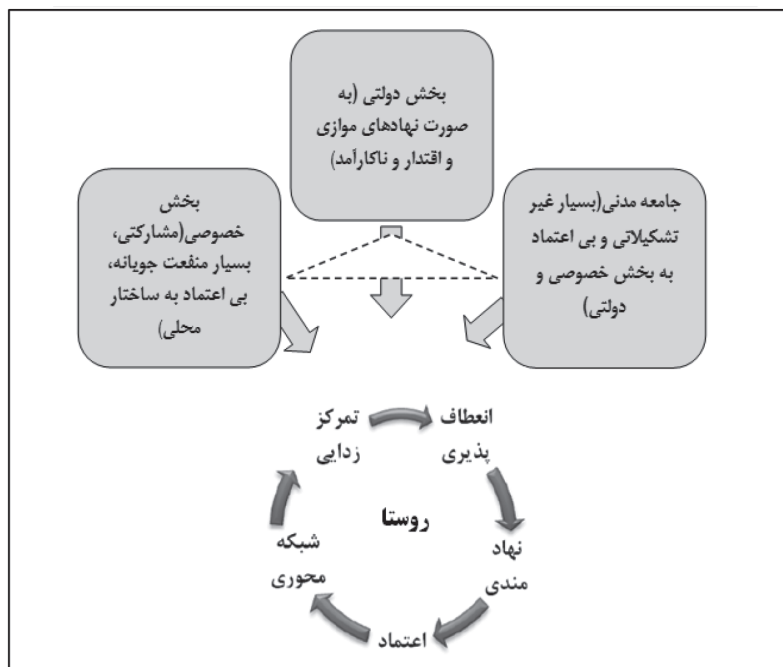 بخش دولتی (به
صورت نهادهای موازی
و اقتدار و ناکارآمد)
جامعه مدنی(بسیار غیر
تشکیلاتی و بی اعتماد
به بخش خصوصی و
دولتی)
بخش
خصوصی(مشارکتی،
بسیار منفعت جویانه،
بی اعتماد به ساختار
محلی)
انعطاف
پذیری
تمرکز
زدایی
روستا
نهاد
مندی
شبکه
محوری
اعتماد